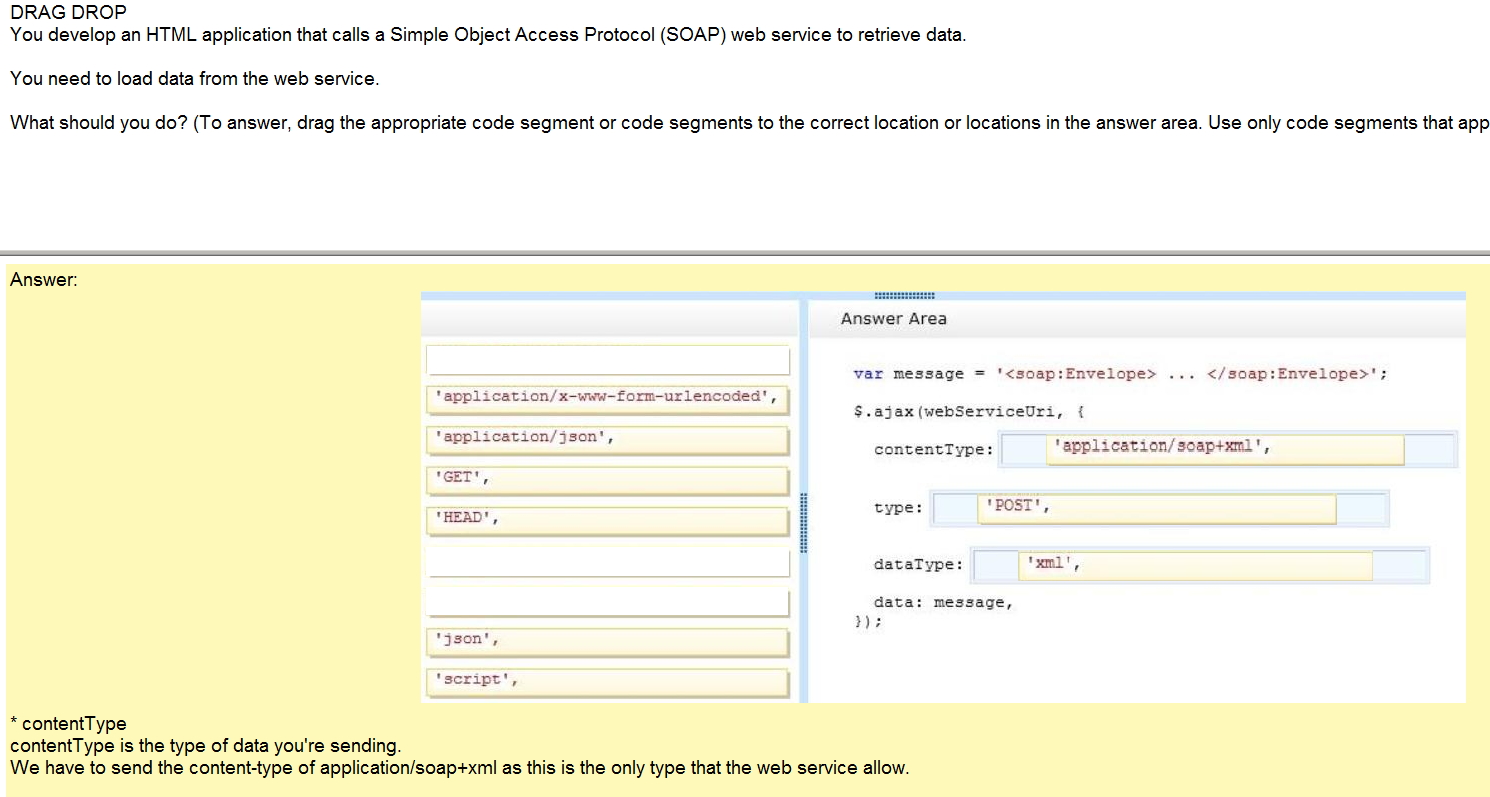 DRAG DROP
You develop an HTML application that calls a Simple Object Access Protocol (SOAP) web service to retrieve data.
You need to load data from the web service.
What should you do? (To answer, drag the appropriate code segment or code segments to the correct location or locations in the answer area. Use only code segments that app
Answer:
'application/x-www-form-urlencoded',
'application/json',
'GET',
'HEAD',
'json',
'script',
Answer Area
var message = '<soap:Envelope> ... </soap:Envelope>';
$.ajax(webServiceUri, {
contentType: 'application/soap+xml',
type: 'POST',
dataType: 'xml',
data: message,
});
* contentType
contentType is the type of data you're sending.
We have to send the content-type of application/soap+xml as this is the only type that the web service allow.